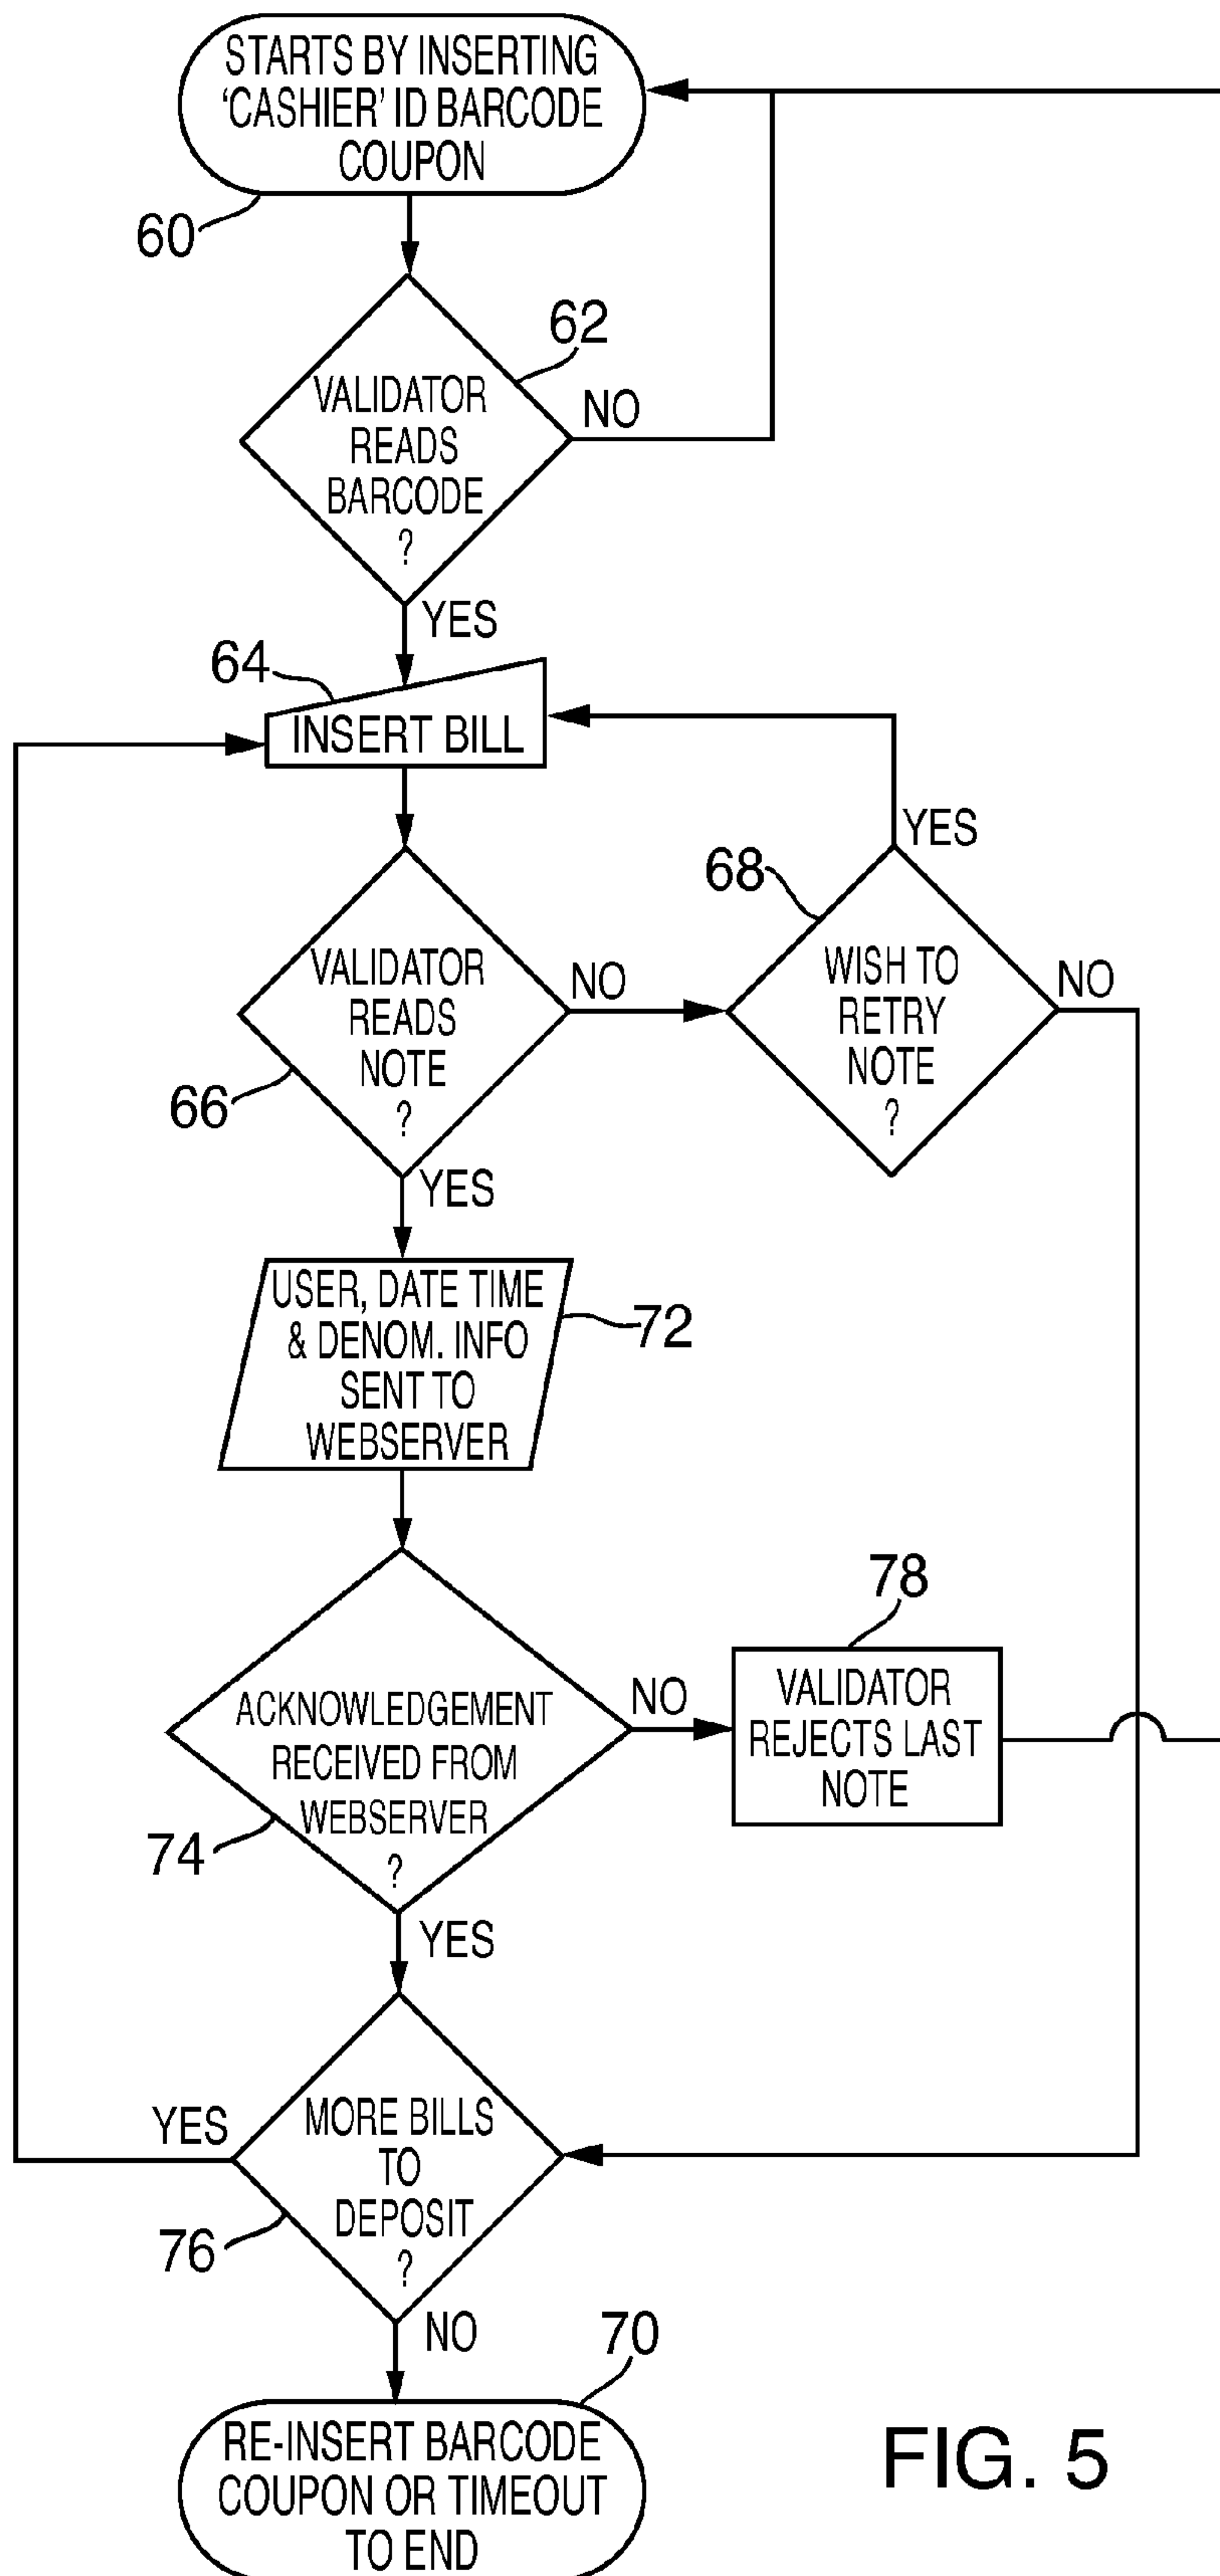 STARTS BY INSERTING
'CASHIER' ID BARCODE
COUPON
60
62
VALIDATOR
READS
BARCODE
?
NO
YES
64
INSERT BILL
YES
68
VALIDATOR
READS
NOTE
?
NO
WISH TO
RETRY
NOTE
?
NO
66
YES
USER, DATE TIME
& DENOM. INFO
SENT TO
WEBSERVER
72
78
ACKNOWLEDGEMENT
RECEIVED FROM
WEBSERVER
?
NO
VALIDATOR
REJECTS LAST
NOTE
74
YES
YES
MORE BILLS
TO
DEPOSIT
?
76
NO
70
RE-INSERT BARCODE
COUPON OR TIMEOUT
TO END
FIG. 5